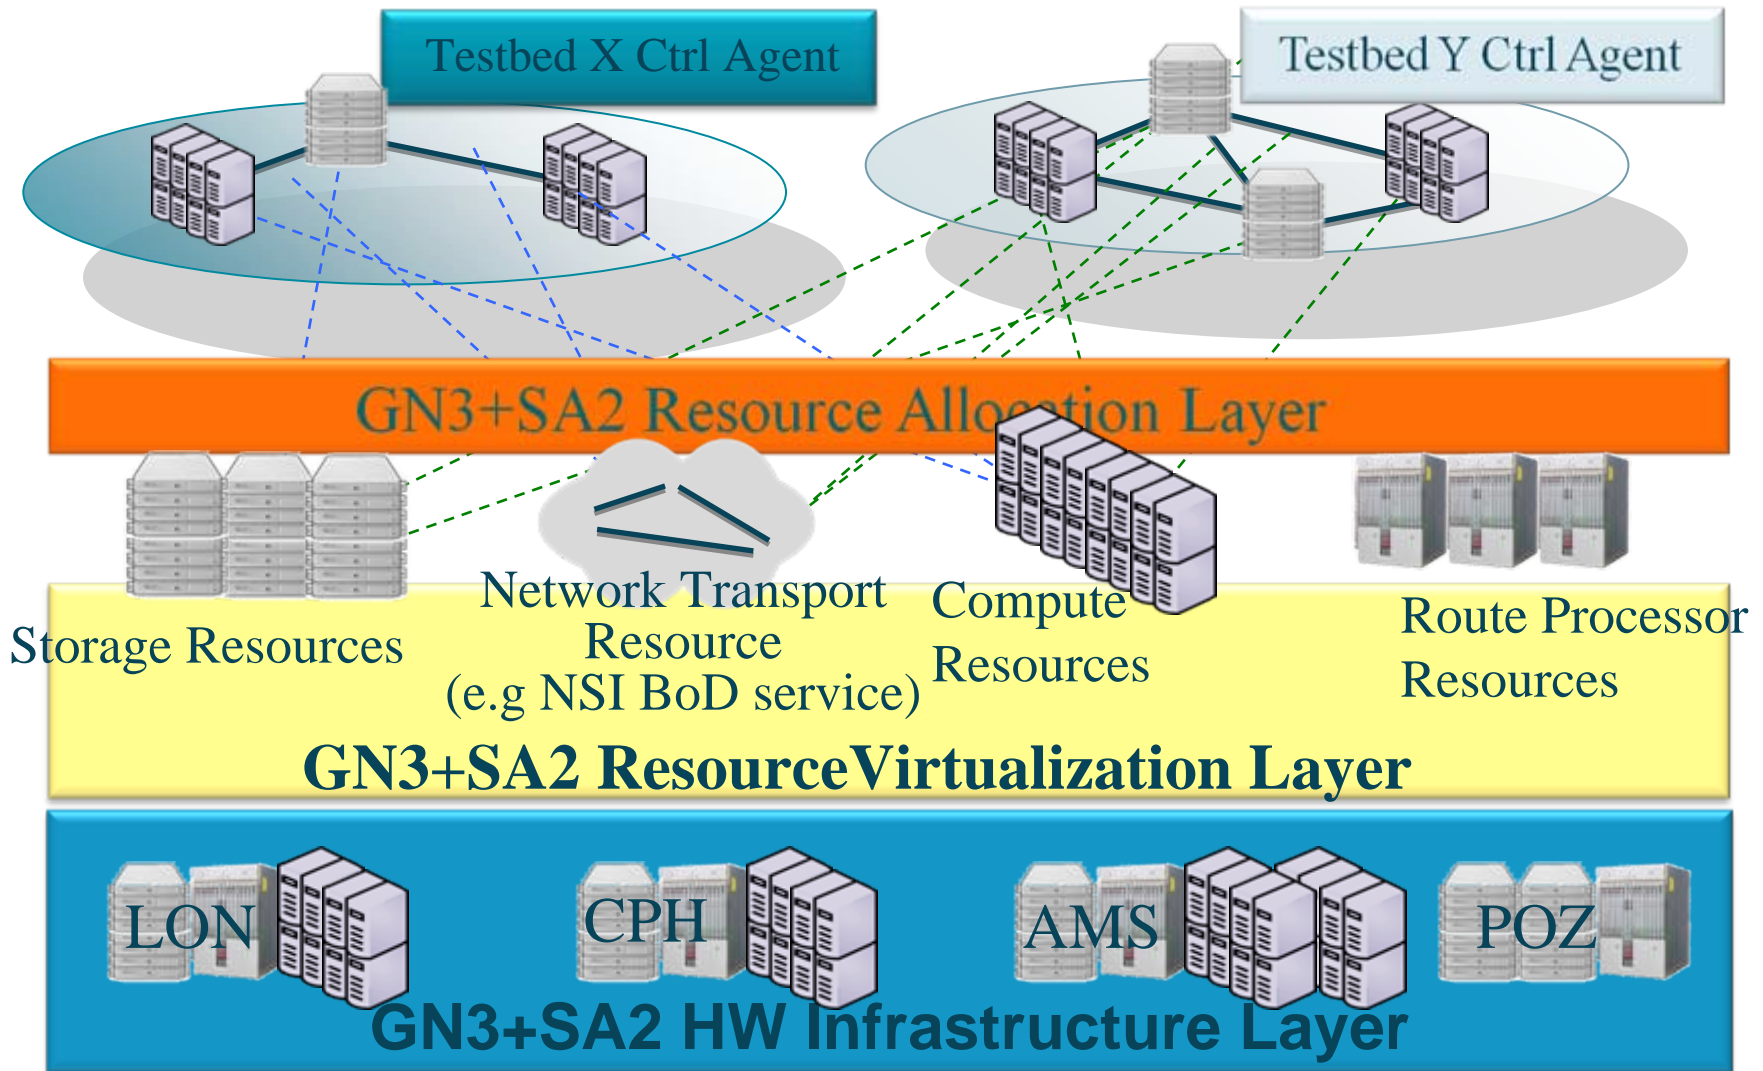 Testbed X Ctrl Agent
Testbed Y Ctrl Agent
GN3+SA2 Resource Allocation Layer
Storage Resources
Network Transport
Resource
(e.g NSI BoD service)
Compute
Resources
Route Processor
Resources
GN3+SA2 ResourceVirtualization Layer
LON
CPH
AMS
POZ
GN3+SA2 HW Infrastructure Layer